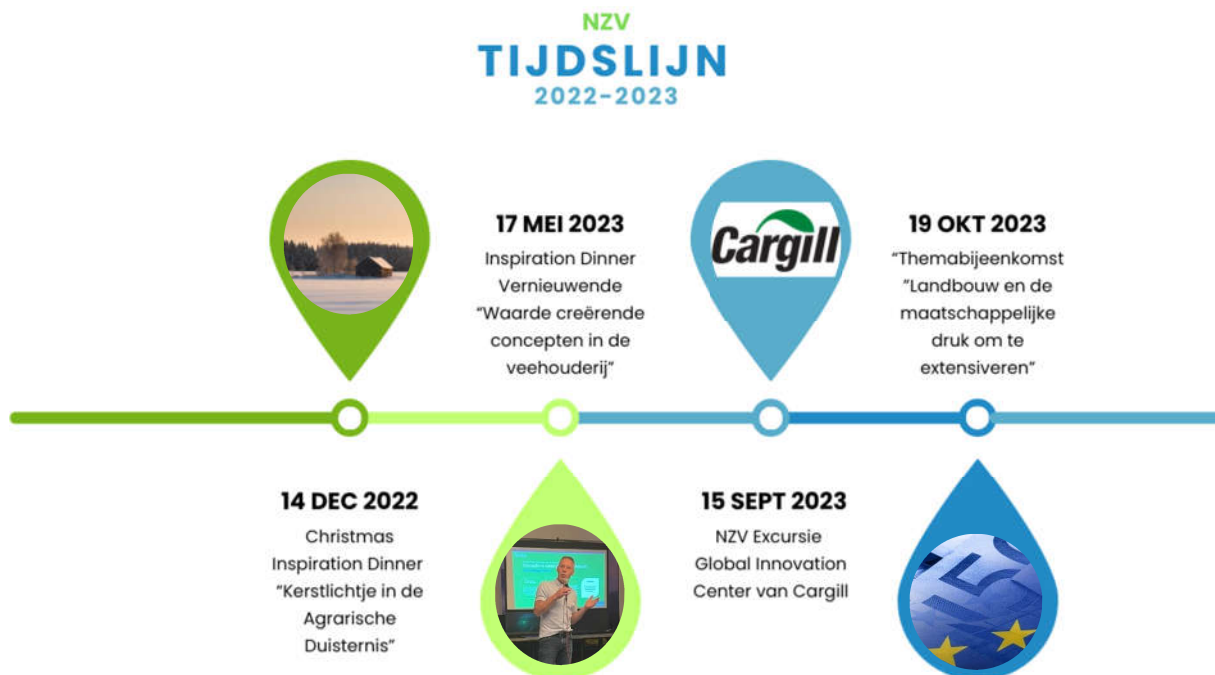 NZV
TIJDSLIJN
2022-2023
17 MEI 2023
Inspiration Dinner
Vernieuwende
"Waarde creërende
concepten in de
veehouderij"
Cargill
19 OKT 2023
"Themabijeenkomst
"Landbouw en de
maatschappelijke
druk om te
extensiveren"
14 DEC 2022
Christmas
Inspiration Dinner
"Kerstlichtje in de
Agrarische
Duisternis"
15 SEPT 2023
NZV Excursie
Global Innovation
Center van Cargill